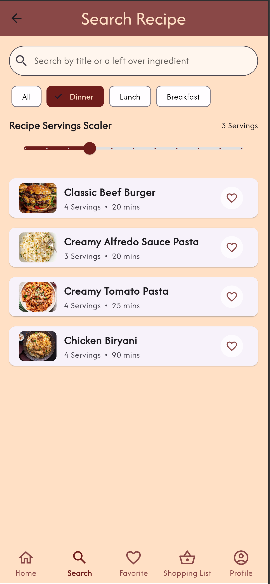 Search Recipe
Search by title or a left over ingredient
All
Dinner
Lunch
Breakfast
Recipe Servings Scaler
3 Servings
Classic Beef Burger
4 Servings • 20 mins
Creamy Alfredo Sauce Pasta
3 Servings • 20 mins
Creamy Tomato Pasta
4 Servings • 25 mins
Chicken Biryani
4 Servings • 90 mins
Home
Search
Favorite
Shopping List
Profile